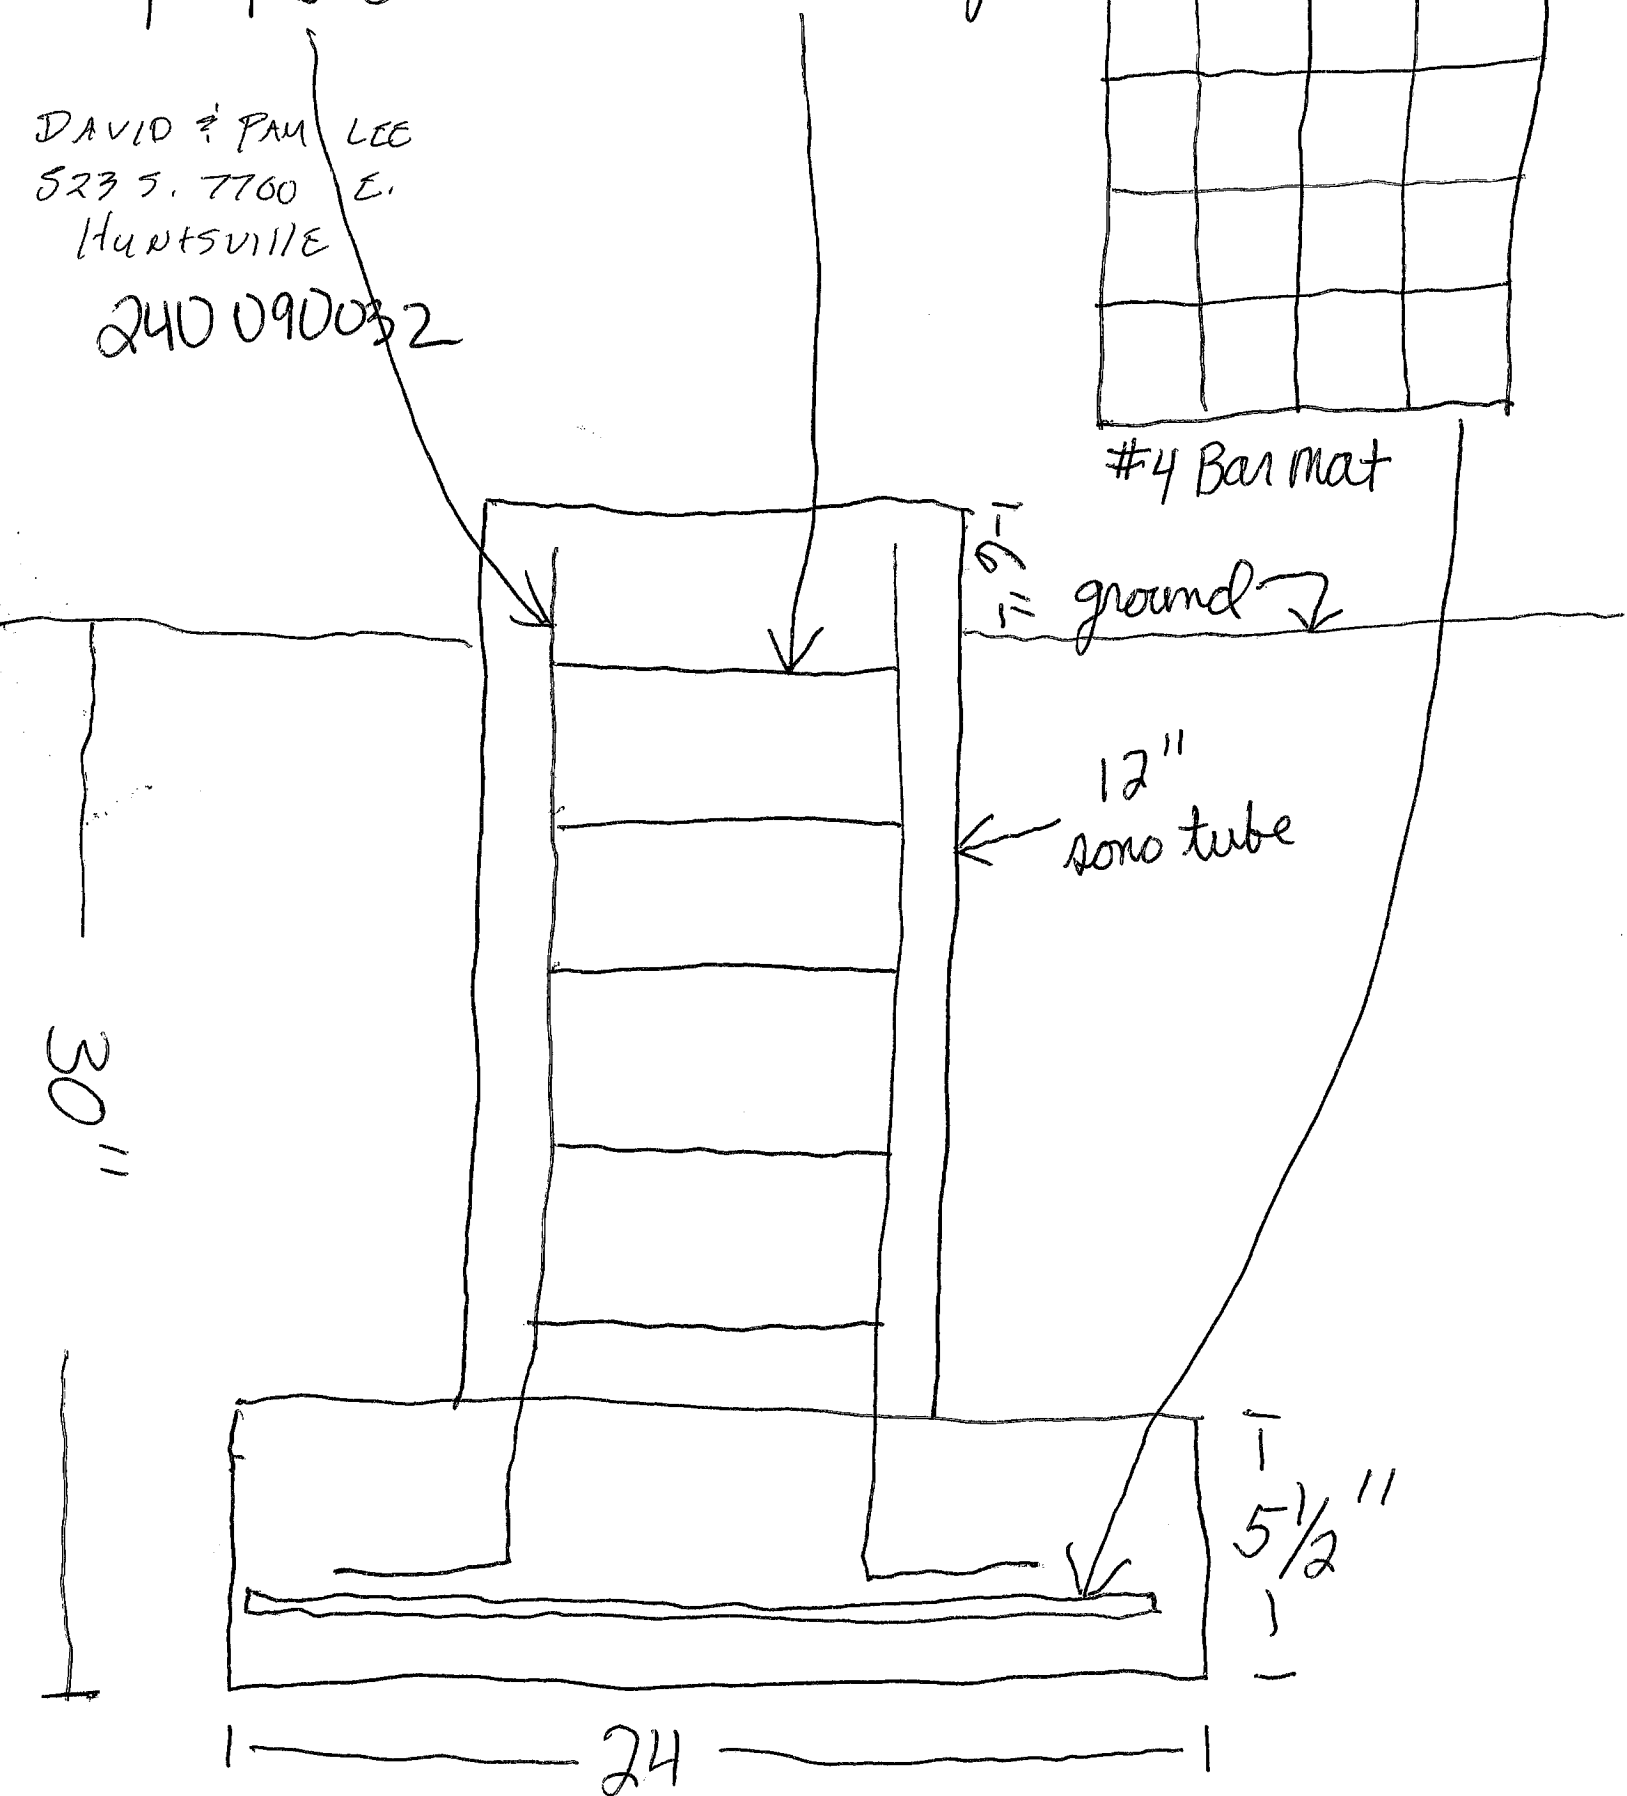 DAVID & PAM LEE
523 S. 7700 E.
HUNTSVILLE
240090032
#4 Bar mat
6"
ground
12"
sono tube
30"
5 1/2"
24